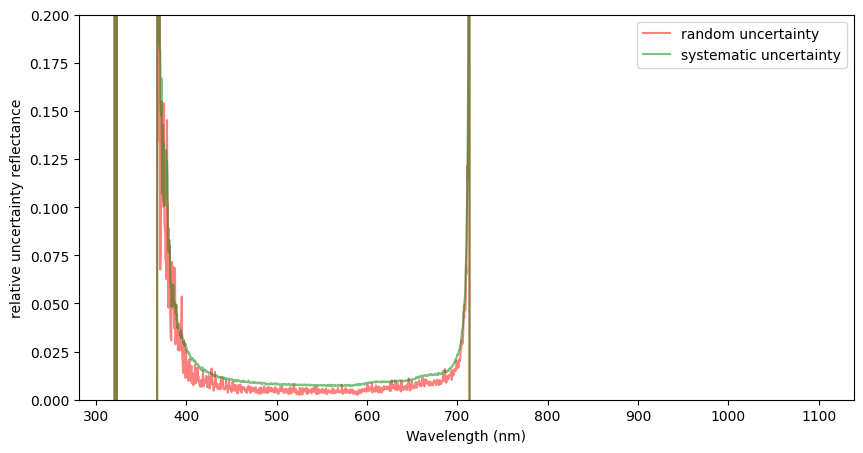 0.200
0.175
0.150
0.125
0.100
0.075
0.050
0.025
0.000
relative uncertainty reflectance
random uncertainty
systematic uncertainty
300 400 500 600 700 800 900 1000 1100
Wavelength (nm)